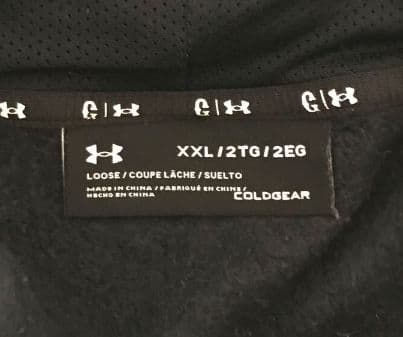 G | G | G |
XXL / 2TG / 2EG
LOOSE / COUPE LÂCHE / SUELTO
MADE IN CHINA / FABRIQUÉ EN CHINE /
HECHO EN CHINA
COLDGEAR